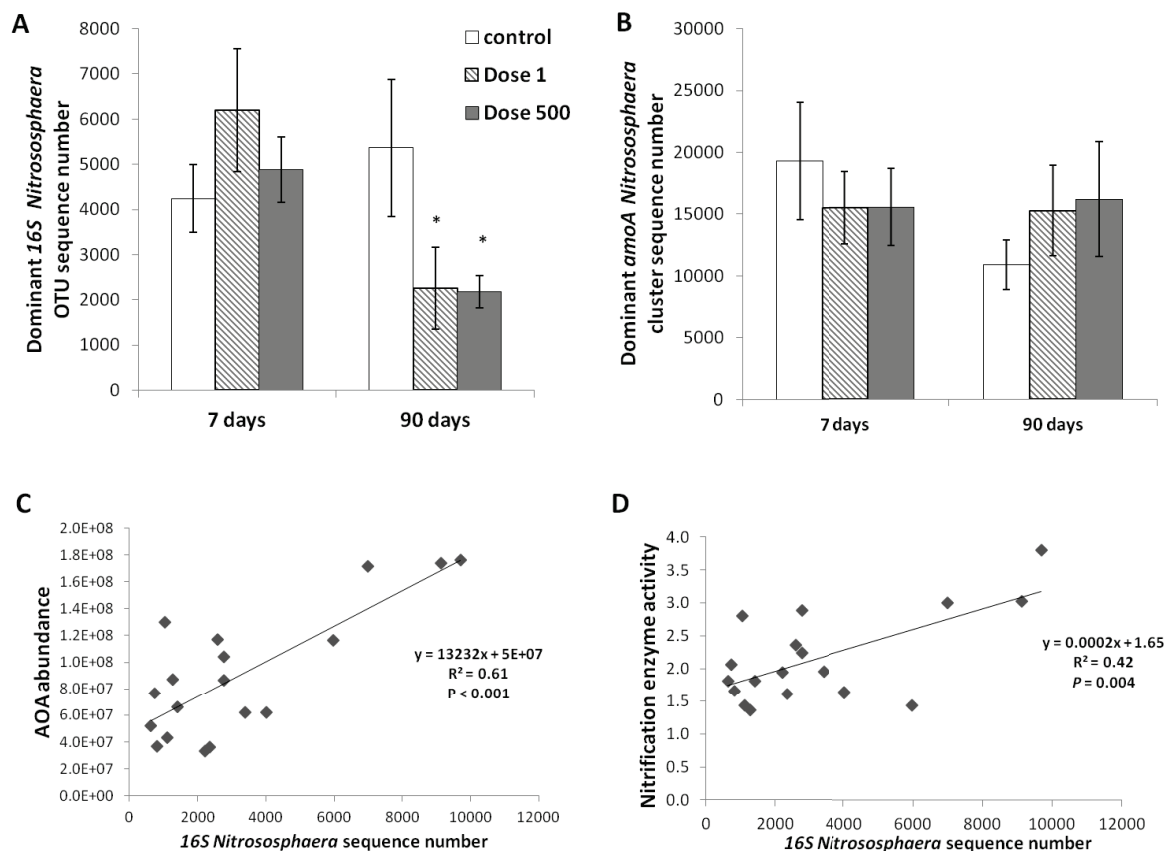 A
Dominant 16S Nitrososphaera
OTU sequence number
8000
7000
6000
5000
4000
3000
2000
1000
0
control
Dose 1
Dose 500
*
*
7 days
90 days
B
Dominant amoA Nitrososphaera
cluster sequence number
30000
25000
20000
15000
10000
5000
0
7 days
90 days
C
AOA abundance
2.0E+08
1.8E+08
1.6E+08
1.4E+08
1.2E+08
1.0E+08
8.0E+07
6.0E+07
4.0E+07
2.0E+07
0.0E+00
y = 13232x + 5E+07
R² = 0.61
P < 0.001
0 2000 4000 6000 8000 10000 12000
16S Nitrososphaera sequence number
D
Nitrification enzyme activity
4.0
3.5
3.0
2.5
2.0
1.5
1.0
0.5
0.0
y = 0.0002x + 1.65
R² = 0.42
P = 0.004
0 2000 4000 6000 8000 10000 12000
16S Nitrososphaera sequence number